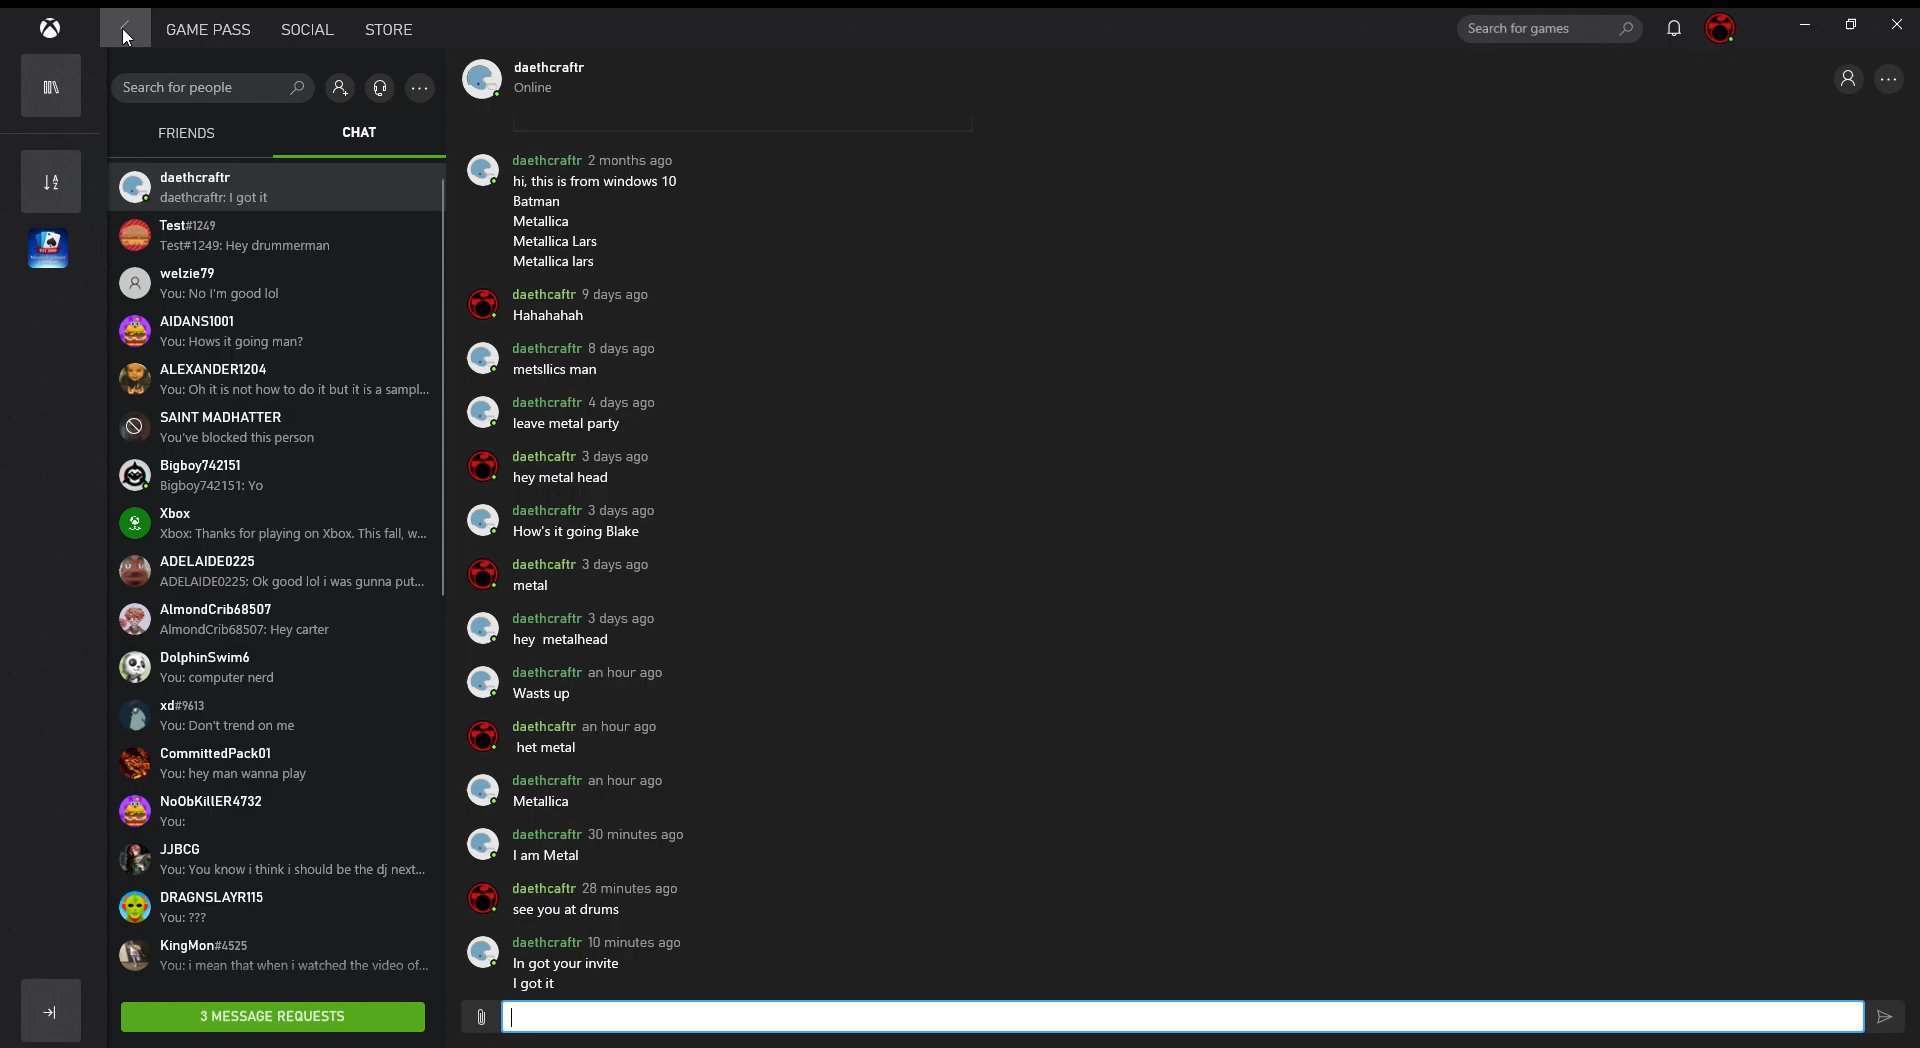 GAME PASS SOCIAL STORE
Search for games
Search for people
FRIENDS CHAT
daethcraftr
daethcraftr: I got it
Test#1249
Test#1249: Hey drummerman
welzie79
You: No I'm good lol
AIDANS1001
You: Hows it going man?
ALEXANDER1204
You: Oh it is not how to do it but it is a sampl...
SAINT MADHATTER
You've blocked this person
Bigboy742151
Bigboy742151: Yo
Xbox
Xbox: Thanks for playing on Xbox. This fall, w...
ADELAIDE0225
ADELAIDE0225: Ok good lol i was gunna put...
AlmondCrib68507
AlmondCrib68507: Hey carter
DolphinSwim6
You: computer nerd
xd#9613
You: Don't trend on me
CommittedPack01
You: hey man wanna play
NoObKillER4732
You:
JJBCG
You: You know i think i should be the dj next...
DRAGNSLAYR115
You: ???
KingMon#4525
You: i mean that when i watched the video of...
3 MESSAGE REQUESTS
daethcraftr
Online
daethcraftr 2 months ago
hi, this is from windows 10
Batman
Metallica
Metallica Lars
Metallica lars
daethcaftr 9 days ago
Hahahahah
daethcraftr 8 days ago
metsllics man
daethcraftr 4 days ago
leave metal party
daethcaftr 3 days ago
hey metal head
daethcraftr 3 days ago
How's it going Blake
daethcaftr 3 days ago
metal
daethcraftr 3 days ago
hey metalhead
daethcraftr an hour ago
Wasts up
daethcaftr an hour ago
het metal
daethcraftr an hour ago
Metallica
daethcraftr 30 minutes ago
I am Metal
daethcaftr 28 minutes ago
see you at drums
daethcraftr 10 minutes ago
In got your invite
I got it